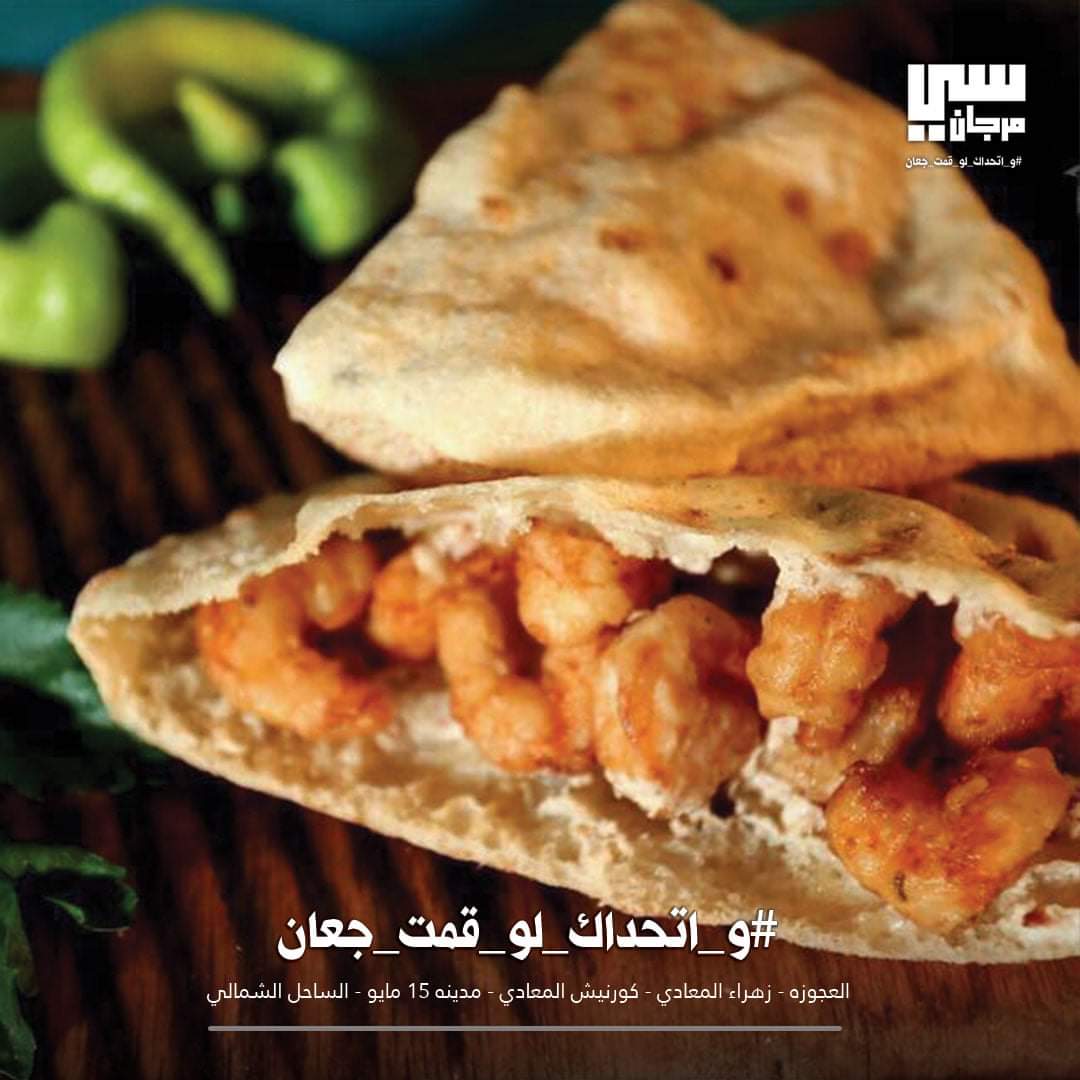 سي
مرجان
#و_اتحداك_لو_قمت_جعان
#و_اتحداك_لو_قمت_جعان
العجوزه - زهراء المعادي - كورنيش المعادي - مدينه 15 مايو - الساحل الشمالي